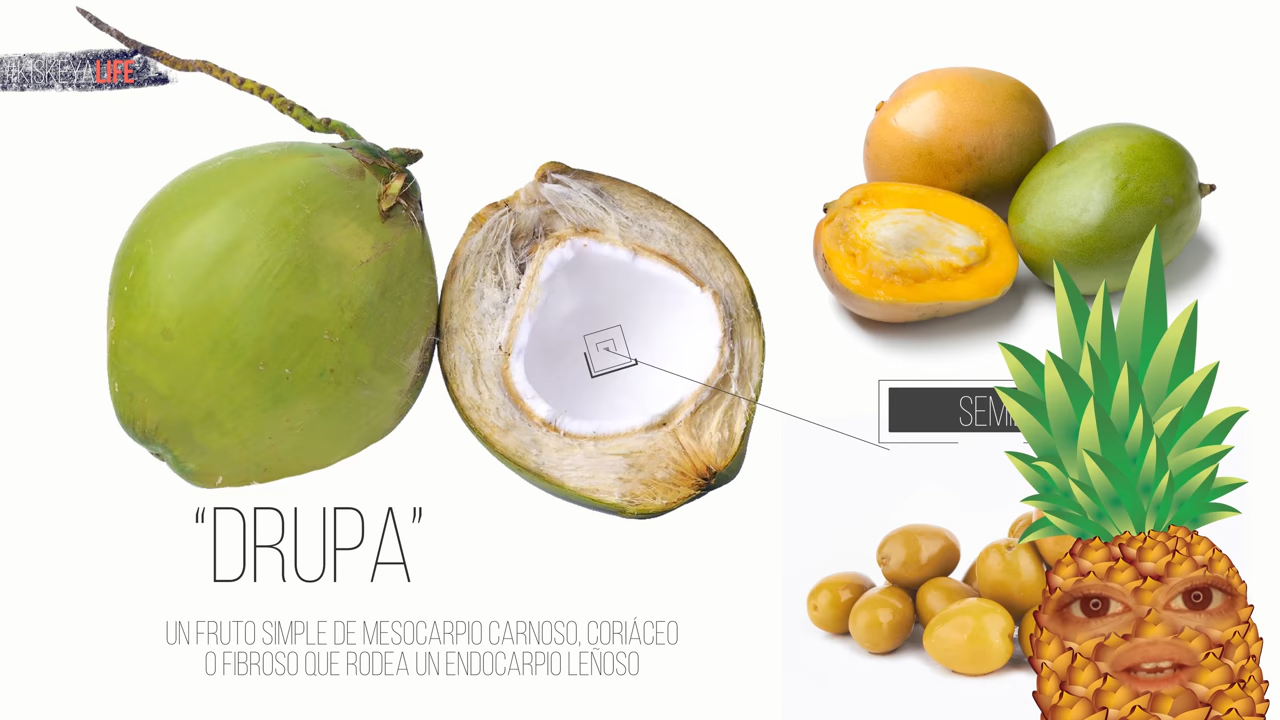 #KISKEYALIFE
“DRUPA”
UN FRUTO SIMPLE DE MESOCARPIO CARNOSO, CORIÁCEO
O FIBROSO QUE RODEA UN ENDOCARPIO LEÑOSO